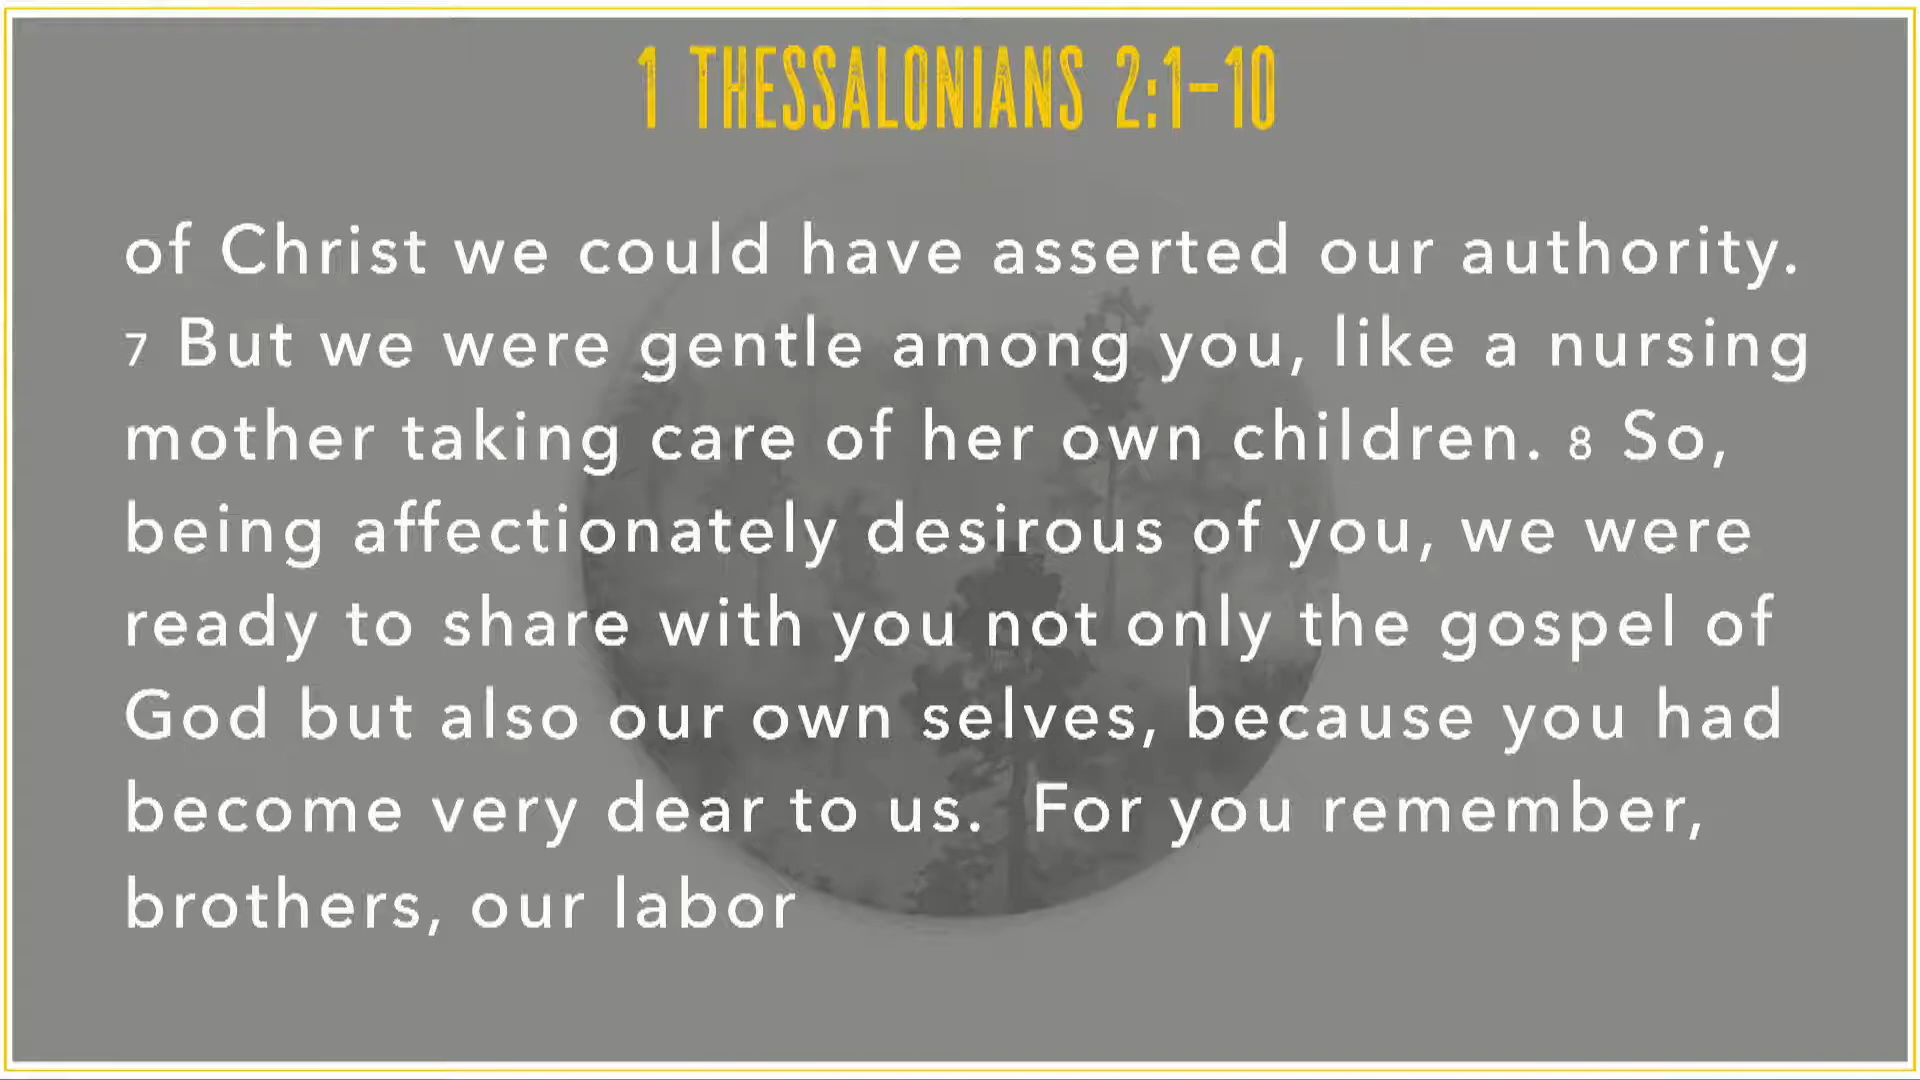 1 THESSALONIANS 2:1–10
of Christ we could have asserted our authority.
7 But we were gentle among you, like a nursing
mother taking care of her own children. 8 So,
being affectionately desirous of you, we were
ready to share with you not only the gospel of
God but also our own selves, because you had
become very dear to us.  For you remember,
brothers, our labor